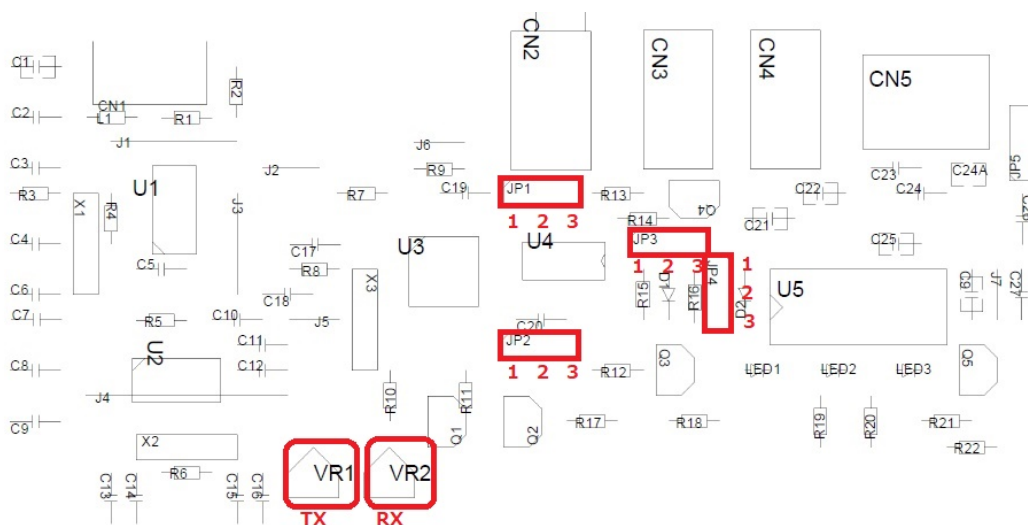 C1
CN1
R2
CN2
CN3
CN4
CN5
C2
L1
R1
J1
J6
JP5
C3
U1
J2
R9
C23
C24A
R3
X1
R4
J3
R7
C19
JP1
R13
Q4
C22
C24
C26
1 2 3
R14
C21
C4
C17
U3
U4
JP3
C25
C5
R8
1 2 3
JP4
1
2
3
C6
C18
X3
R15
D1
R16
D2
U5
C9
J7
C27
C7
R5
C10
J5
C20
U2
C11
JP2
C8
C12
1 2 3
R12
Q3
LED1
LED2
LED3
Q5
J4
R10
R11
C9
X2
Q1
Q2
R17
R18
R19
R20
R21
R22
R6
VR1
VR2
C13
C14
C15
C16
TX
RX